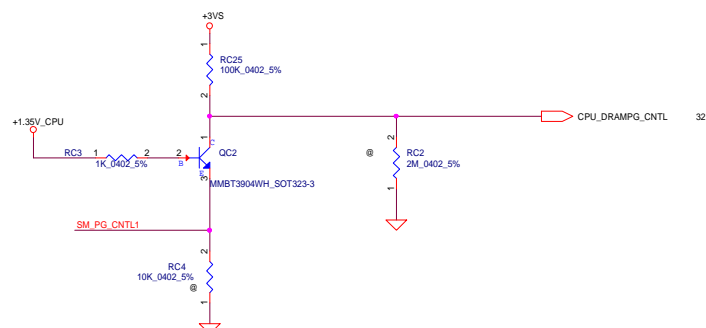 +3VS
1
RC25
100K_0402_5%
2
CPU_DRAMPG_CNTL 32
+1.35V_CPU
RC3 1 2 2
1K_0402_5%
B
1
C
QC2
E
3
MMBT3904WH_SOT323-3
@
2
RC2
2M_0402_5%
1
SM_PG_CNTL1
2
RC4
10K_0402_5%
@
1